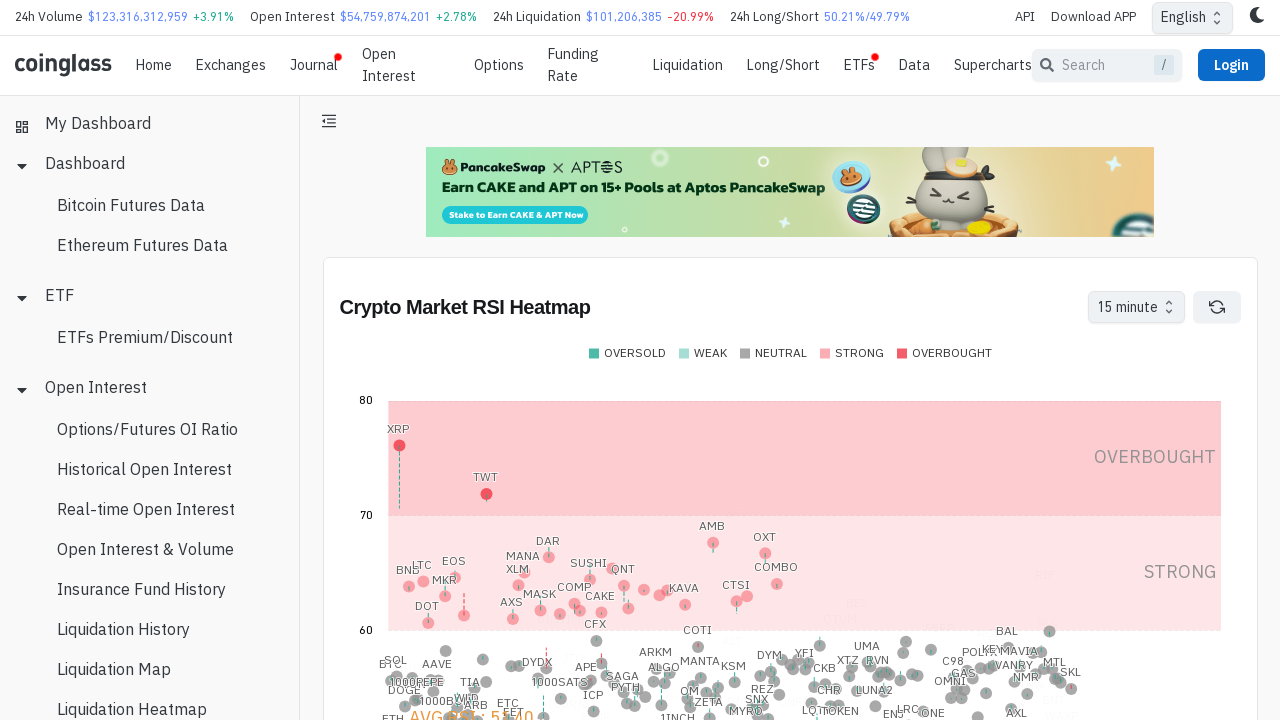 24h Volume $123,316,312,959 +3.91% Open Interest $54,759,874,201 +2.78% 24h Liquidation $101,206,385 -20.99% 24h Long/Short 50.21%/49.79% API Download APP English
coinglass Home Exchanges Journal Open Interest Options Funding Rate Liquidation Long/Short ETFs Data Supercharts Search / Login
My Dashboard
Dashboard
Bitcoin Futures Data
Ethereum Futures Data
ETF
ETFs Premium/Discount
Open Interest
Options/Futures OI Ratio
Historical Open Interest
Real-time Open Interest
Open Interest & Volume
Insurance Fund History
Liquidation History
Liquidation Map
Liquidation Heatmap
PancakeSwap × APTOS
Earn CAKE and APT on 15+ Pools at Aptos PancakeSwap
Stake to Earn CAKE & APT Now
Crypto Market RSI Heatmap
15 minute
OVERSOLD WEAK NEUTRAL STRONG OVERBOUGHT
80
XRP
OVERBOUGHT
TWT
70
AMB
OXT
DAR
MANA
EOS
LTC
BNB
XLM
SUSHI
QNT
COMBO
STRONG
MKR
COMP
KAVA
CTSI
MASK
CAKE
AXS
DOT
CFX
60
COTI
BAL
UMA
ARKM
YFI
DYM
KEY
MAVIA
SOL
BTC
AAVE
DYDX
APE
ALGO
MANTA
KSM
CKB
XTZ
RVN
C98
VANRY
MTL
SKL
GAS
NMR
OMNI
1000PEPE
TIA
1000SATS
SAGA
PYTH
OM
REZ
CHR
LUNA2
DOGE
ICP
ZETA
SNX
ARB
ETC
FET
MYRO
LRC
ONE
AXL
ENS
1INCH
ETH